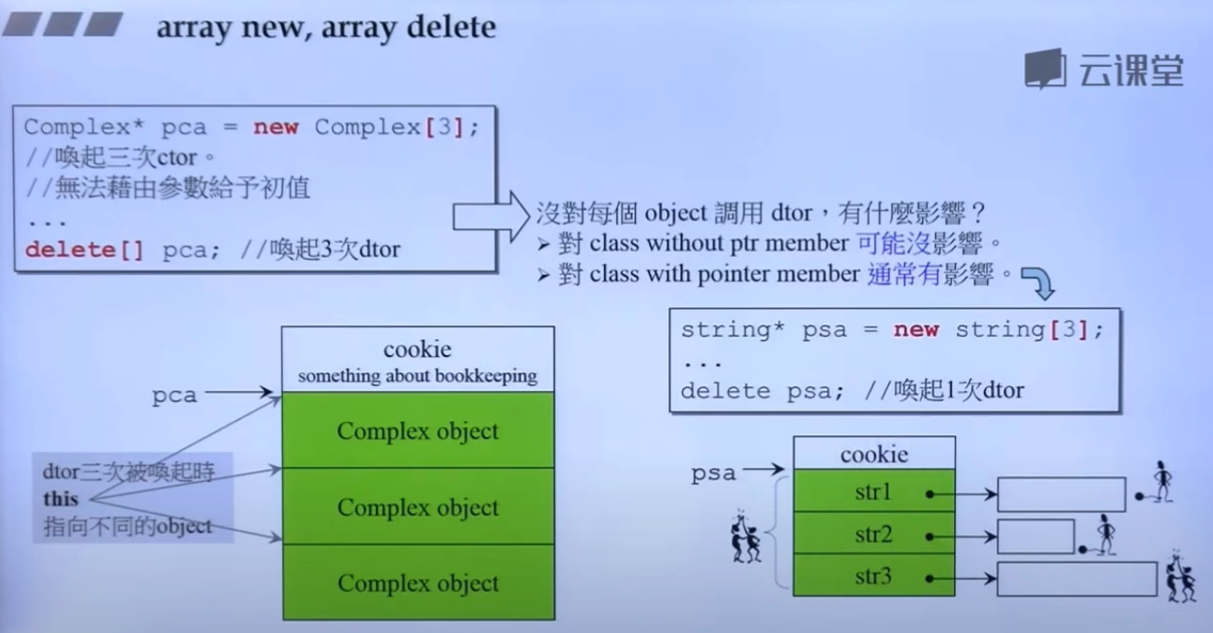 array new, array delete
云课堂
Complex* pca = new Complex[3];
//喚起三次ctor。
//無法藉由參數給予初值
...
delete[] pca; //喚起3次dtor
沒對每個 object 調用 dtor，有什麼影響？
➢ 對 class without ptr member 可能沒影響。
➢ 對 class with pointer member 通常有影響。
string* psa = new string[3];
...
delete psa; //喚起1次dtor
cookie
something about bookkeeping
pca
Complex object
Complex object
Complex object
dtor三次被喚起時
this
指向不同的object
psa
cookie
str1
str2
str3